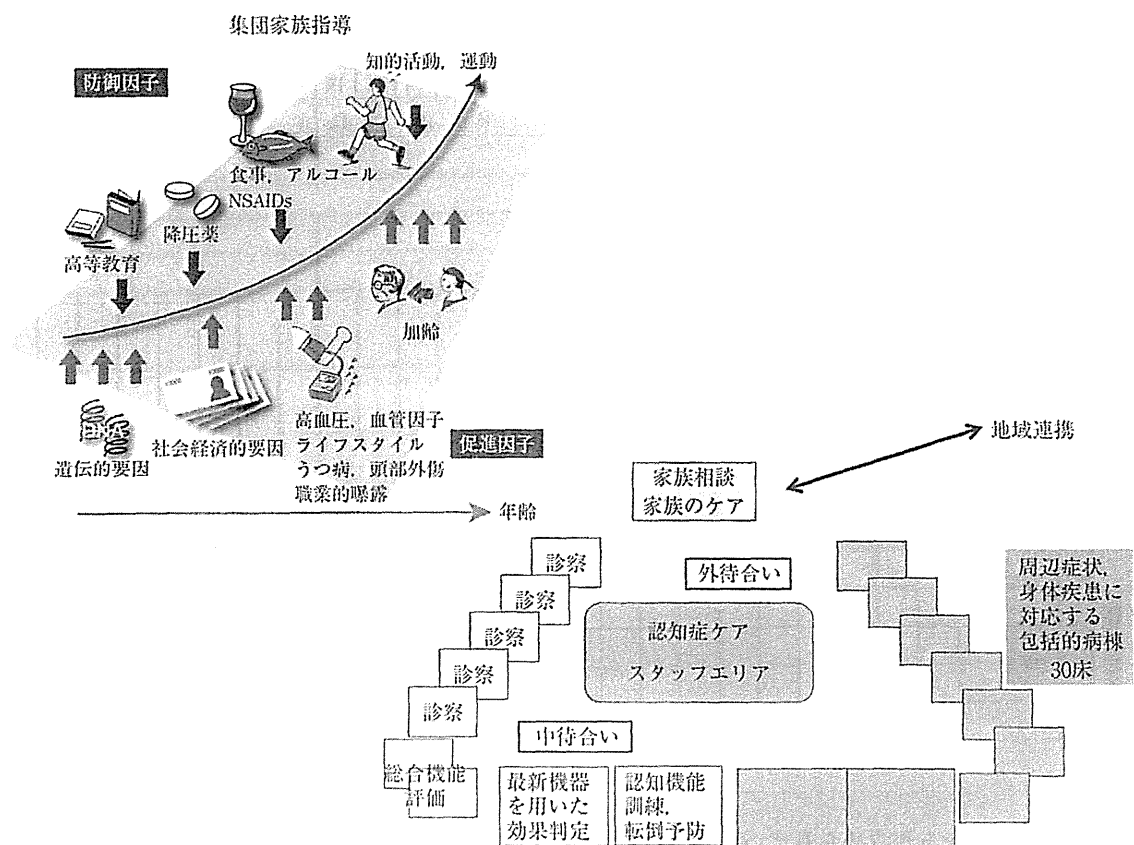 集団家族指導
知的活動，運動
防御因子
食事，アルコール
NSAIDs
降圧薬
高等教育
加齢
高血圧，血管因子
ライフスタイル
うつ病，頭部外傷
職業的曝露
社会経済的要因
遺伝的要因
促進因子
年齢
地域連携
家族相談
家族のケア
診察
診察
診察
診察
診察
外待合い
認知症ケア
スタッフエリア
周辺症状，
身体疾患に
対応する
包括的病棟
30床
中待合い
総合機能
評価
最新機器
を用いた
効果判定
認知機能
訓練，
転倒予防